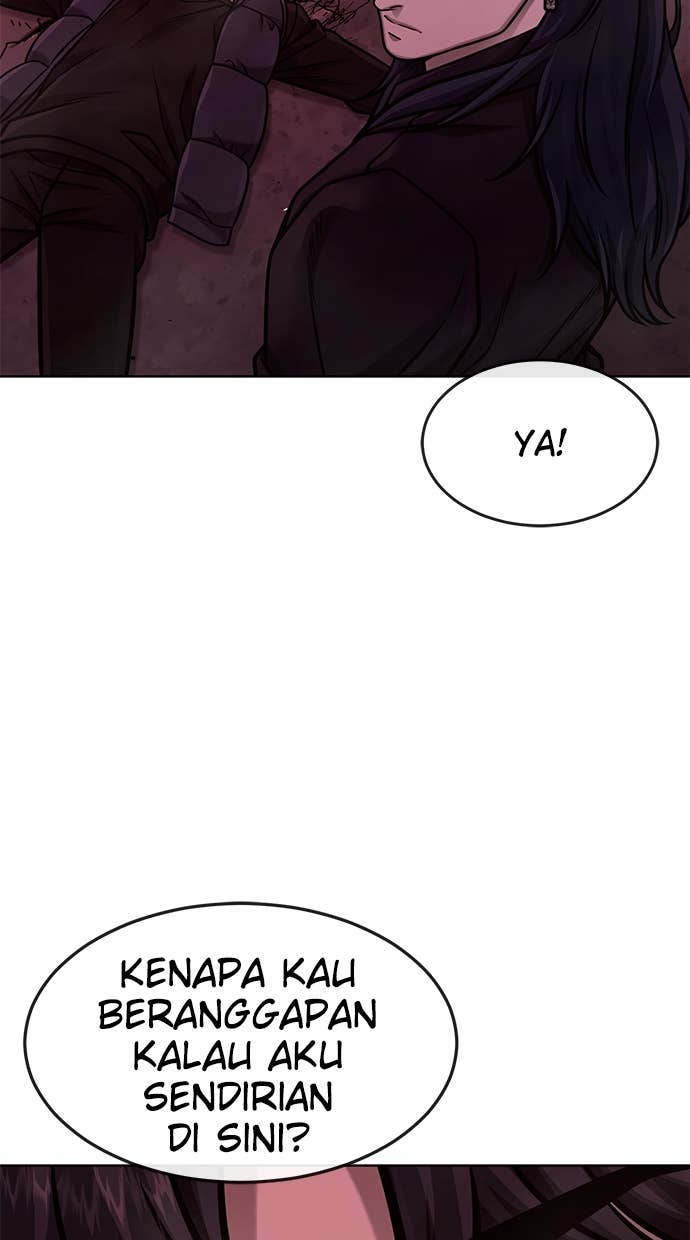 YA!
KENAPA KAU
BERANGGAPAN
KALAU AKU
SENDIRIAN
DI SINI?